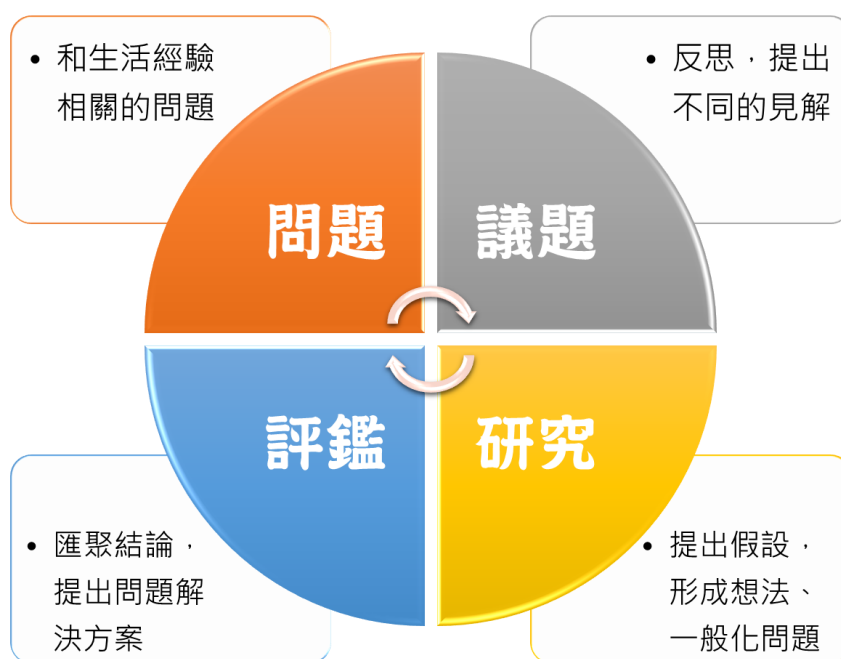 • 和生活經驗
相關的問題
• 反思，提出
不同的見解
問題
議題
評鑑
研究
• 匯聚結論，
提出問題解
決方案
• 提出假設，
形成想法、
一般化問題